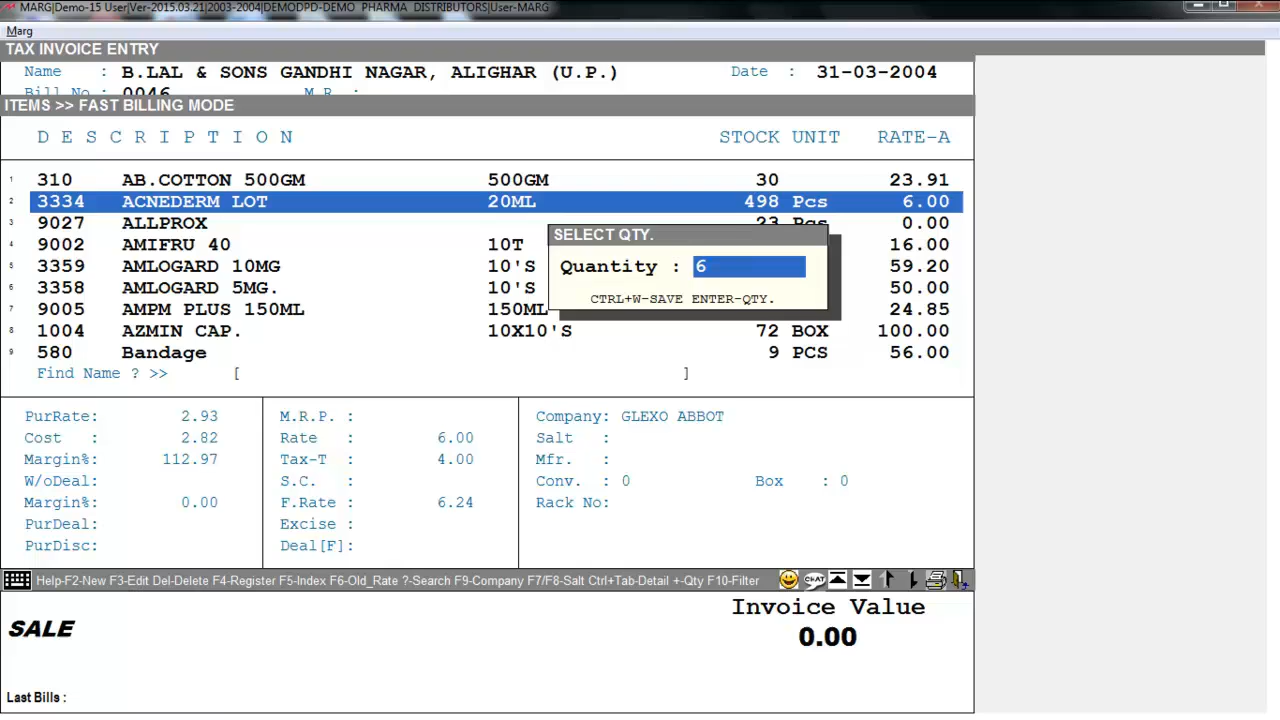 MARG|Demo-15 User|Ver-2015.03.21|2003-2004|DEMODPD-DEMO PHARMA DISTRIBUTORS|User-MARG
Marg
TAX INVOICE ENTRY
Name : B.LAL & SONS GANDHI NAGAR, ALIGHAR (U.P.) Date : 31-03-2004
Bill No : 0046 M.R. :
ITEMS >> FAST BILLING MODE
D E S C R I P T I O N STOCK UNIT RATE-A
1 310 AB.COTTON 500GM 500GM 30 23.91
2 3334 ACNEDERM LOT 20ML 498 Pcs 6.00
3 9027 ALLPROX 23 Pcs 0.00
4 9002 AMIFRU 40 10T 16.00
5 3359 AMLOGARD 10MG 10'S 59.20
6 3358 AMLOGARD 5MG. 10'S 50.00
7 9005 AMPM PLUS 150ML 150ML 24.85
8 1004 AZMIN CAP. 10X10'S 72 BOX 100.00
9 580 Bandage 9 PCS 56.00
SELECT QTY.
Quantity : 6
CTRL+W-SAVE ENTER-QTY.
Find Name ? >> [ ]
PurRate: 2.93 M.R.P. : Company: GLEXO ABBOT
Cost : 2.82 Rate : 6.00 Salt :
Margin%: 112.97 Tax-T : 4.00 Mfr. :
W/oDeal: S.C. : Conv. : 0 Box : 0
Margin%: 0.00 F.Rate : 6.24 Rack No:
PurDeal: Excise :
PurDisc: Deal[F]:
Help-F2-New F3-Edit Del-Delete F4-Register F5-Index F6-Old_Rate ?-Search F9-Company F7/F8-Salt Ctrl+Tab-Detail +-Qty F10-Filter CHAT
Invoice Value
SALE 0.00
Last Bills :